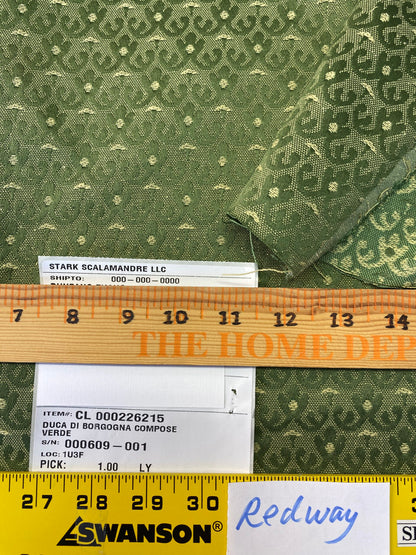 STARK SCALAMANDRE LLC
SHIPTO: 000-000-0000
7 8 9 10 11 12 13 14
THE HOME DEP
ITEM#: CL 000226215
DUCA DI BORGOGNA COMPOSE
VERDE
S/N: 000609-001
LOC: 1U3F
PICK: 1.00 LY
27 28 29 30
SWANSON®
Redway